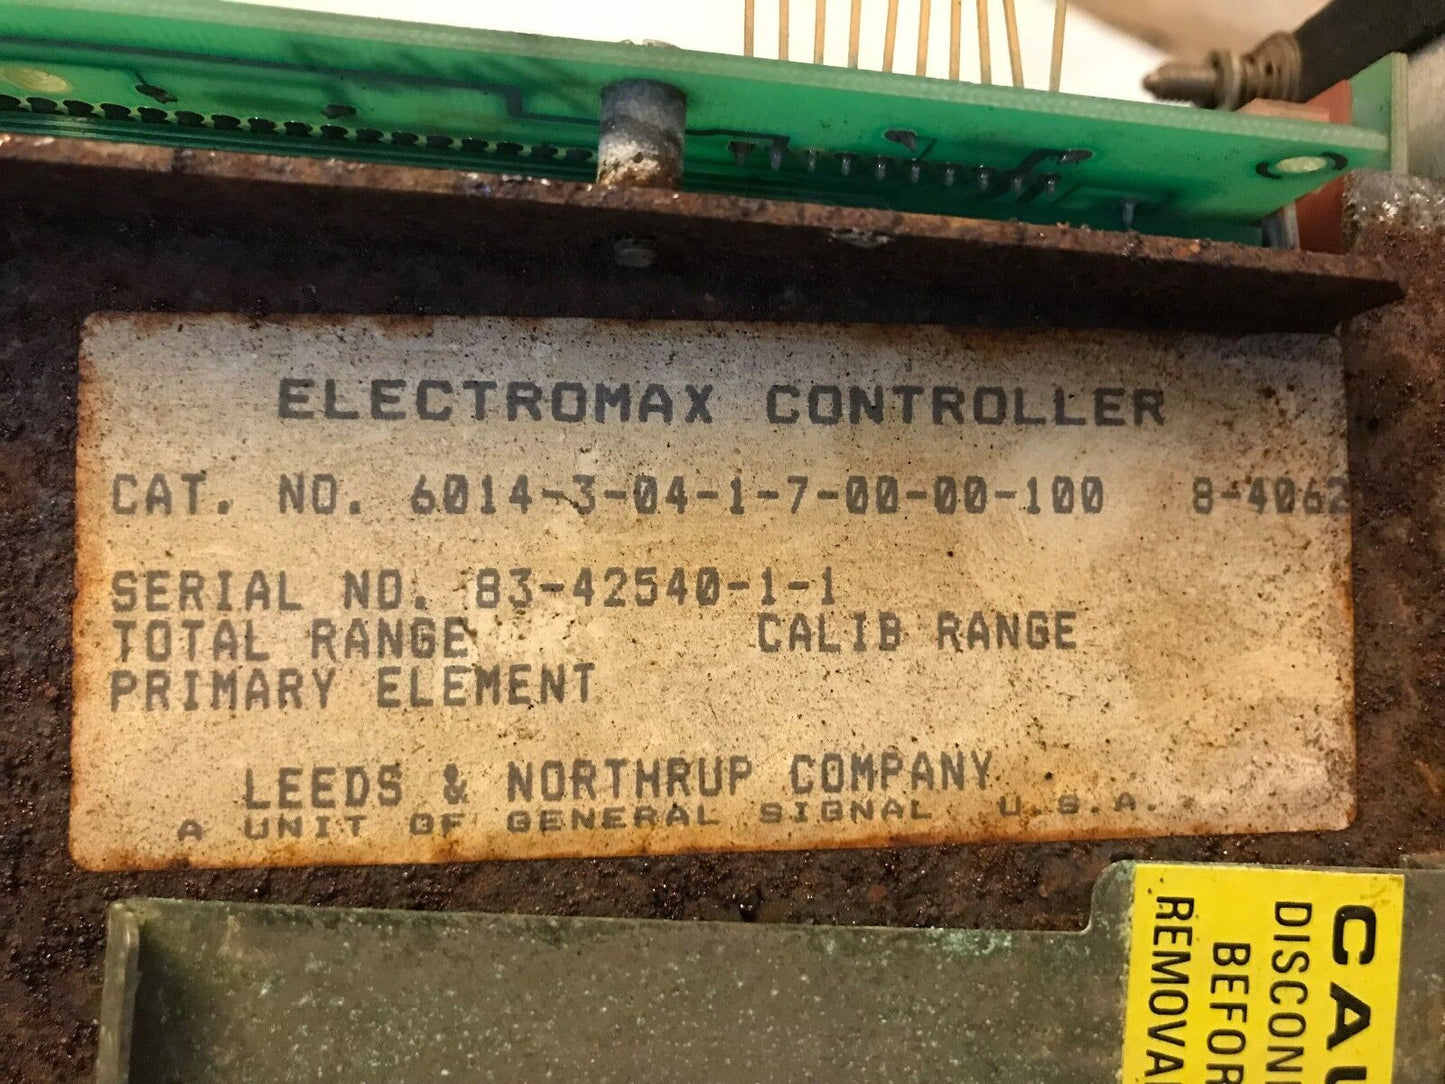 ELECTROMAX CONTROLLER
CAT. NO. 6014-3-04-1-7-00-00-100 8-4062
SERIAL NO. 83-42540-1-1
TOTAL RANGE CALIB RANGE
PRIMARY ELEMENT
LEEDS & NORTHRUP COMPANY
A UNIT OF GENERAL SIGNAL U.S.A.
CAU
DISCON
BEFOR
REMOVA